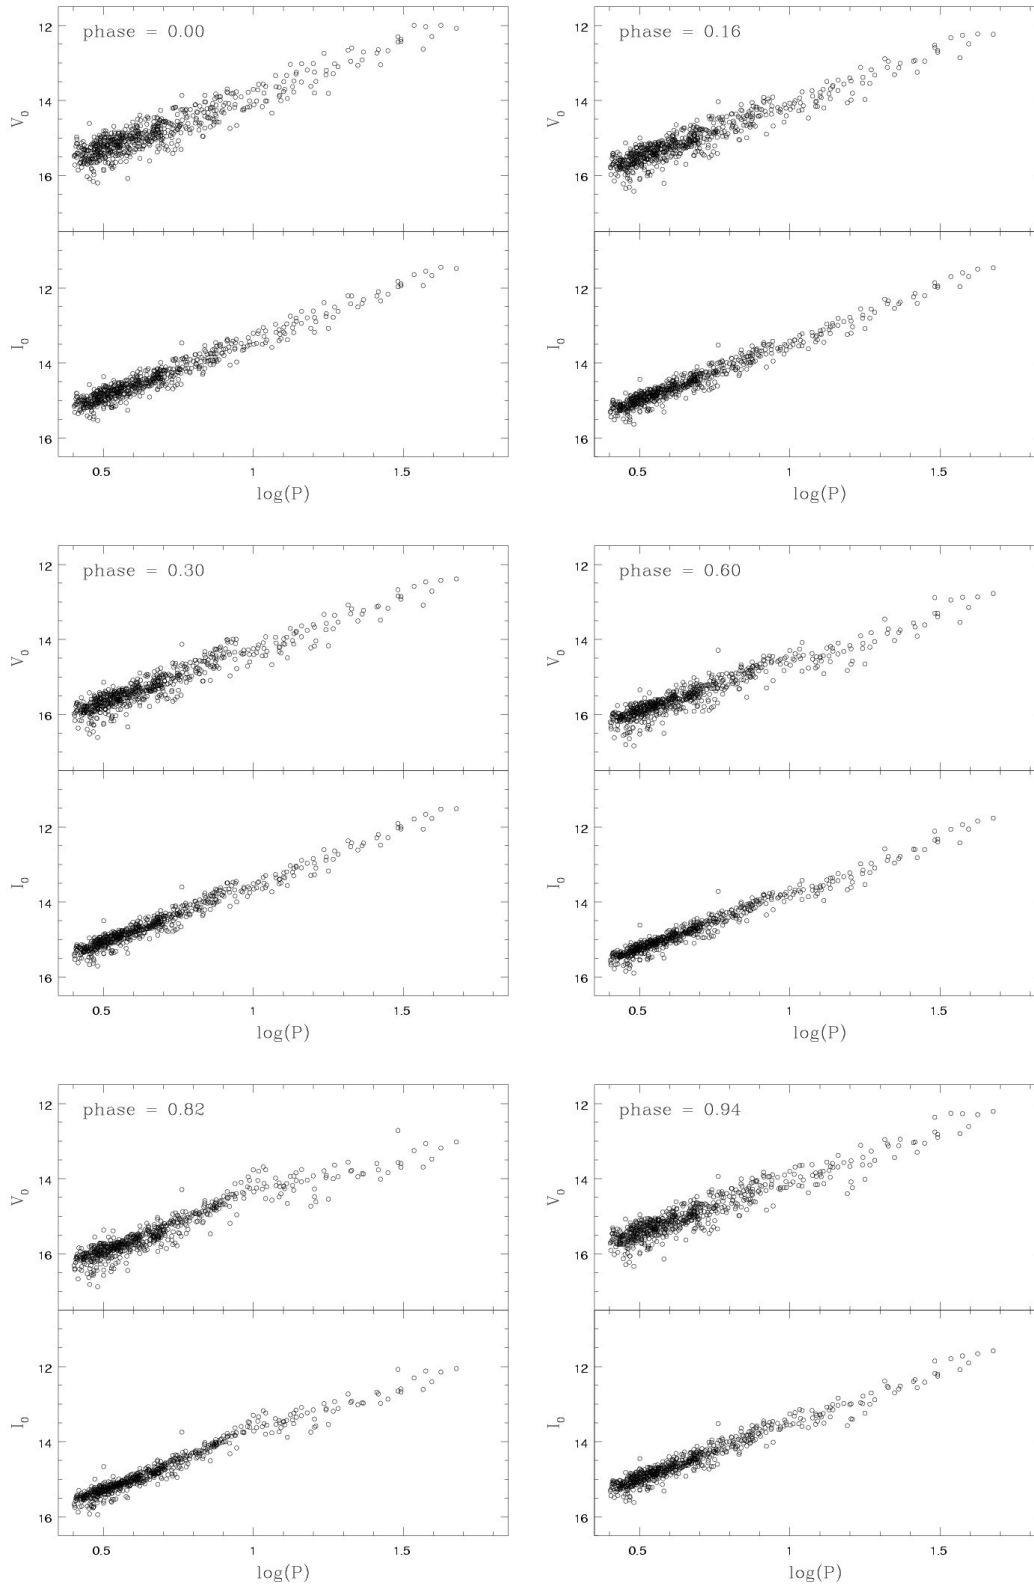 phase = 0.00
12
14
16
V0
12
14
16
I0
0.5 1 1.5
log(P)
phase = 0.16
12
14
16
V0
12
14
16
I0
0.5 1 1.5
log(P)
phase = 0.30
12
14
16
V0
12
14
16
I0
0.5 1 1.5
log(P)
phase = 0.60
12
14
16
V0
12
14
16
I0
0.5 1 1.5
log(P)
phase = 0.82
12
14
16
V0
12
14
16
I0
0.5 1 1.5
log(P)
phase = 0.94
12
14
16
V0
12
14
16
I0
0.5 1 1.5
log(P)